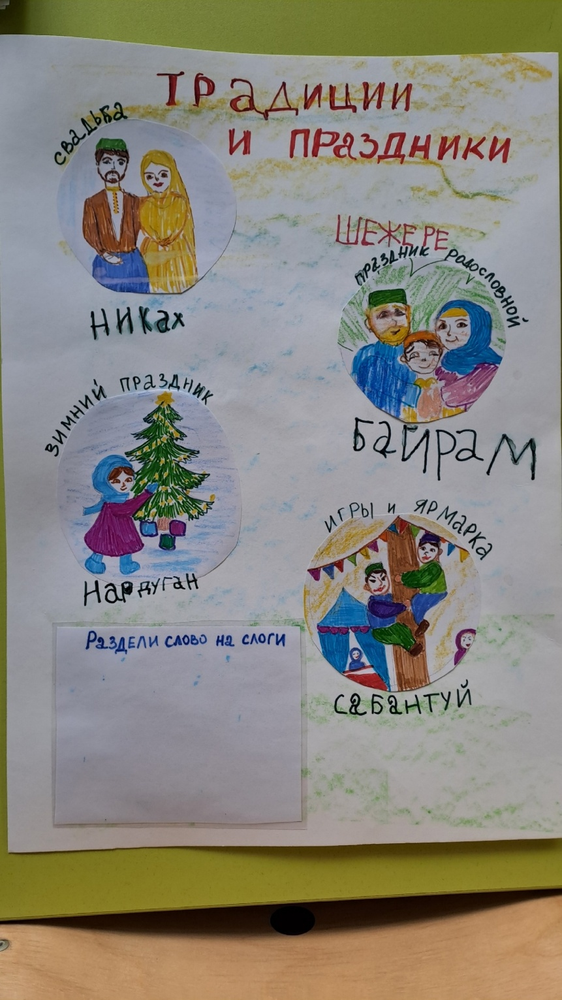 ТРАДИЦИИ
И ПРАЗДНИКИ
СВАДЬБА
НИКАХ
ШЕЖЕРЕ
ПРАЗДНИК РОДОСЛОВНОЙ
БАЙРАМ
ЗИМНИЙ ПРАЗДНИК
НАРДУГАН
ИГРЫ И ЯРМАРКА
САБАНТУЙ
РАЗДЕЛИ СЛОВО НА СЛОГИ